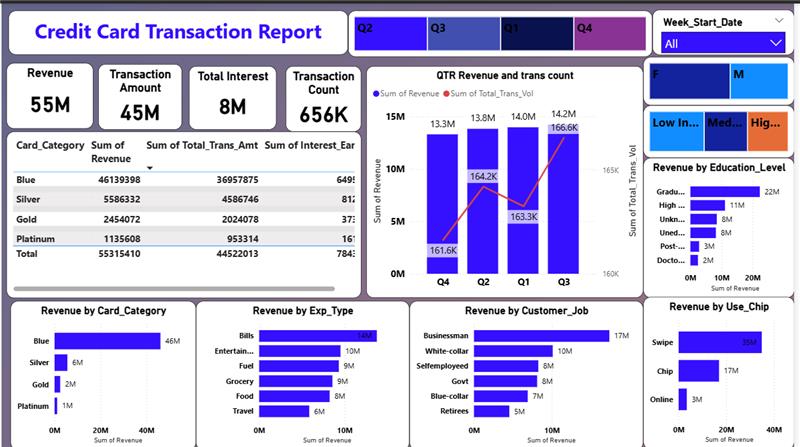 Credit Card Transaction Report
Q2
Q3
Q1
Q4
Week_Start_Date
All
Revenue
55M
Transaction
Amount
45M
Total Interest
8M
Transaction
Count
656K
F
M
Low In...
Med...
Hig...
Card_Category Sum of Revenue Sum of Total_Trans_Amt Sum of Interest_Ear
Blue 46139398 36957875 649
Silver 5586332 4586746 812
Gold 2454072 2024078 373
Platinum 1135608 953314 161
Total 55315410 44522013 784
QTR Revenue and trans count
Sum of Revenue Sum of Total_Trans_Vol
Sum of Revenue
15M
10M
5M
0M
13.3M
13.8M
14.0M
14.2M
161.6K
164.2K
163.3K
166.6K
Q4
Q2
Q1
Q3
165K
160K
Sum of Total_Trans_Vol
Revenue by Education_Level
Gradu... 22M
High ... 11M
Unkn... 8M
Uned... 8M
Post-... 3M
Docto... 2M
0M 10M 20M
Sum of Revenue
Revenue by Card_Category
Blue 46M
Silver 6M
Gold 2M
Platinum 1M
0M 20M 40M
Sum of Revenue
Revenue by Exp_Type
Bills 14M
Entertain... 10M
Fuel 9M
Grocery 9M
Food 8M
Travel 6M
0M 10M
Sum of Revenue
Revenue by Customer_Job
Businessman 17M
White-collar 10M
Selfemployed 8M
Govt 8M
Blue-collar 7M
Retirees 5M
0M 10M
Sum of Revenue
Revenue by Use_Chip
Swipe 35M
Chip 17M
Online 3M
0M 20M 40M
Sum of Revenue